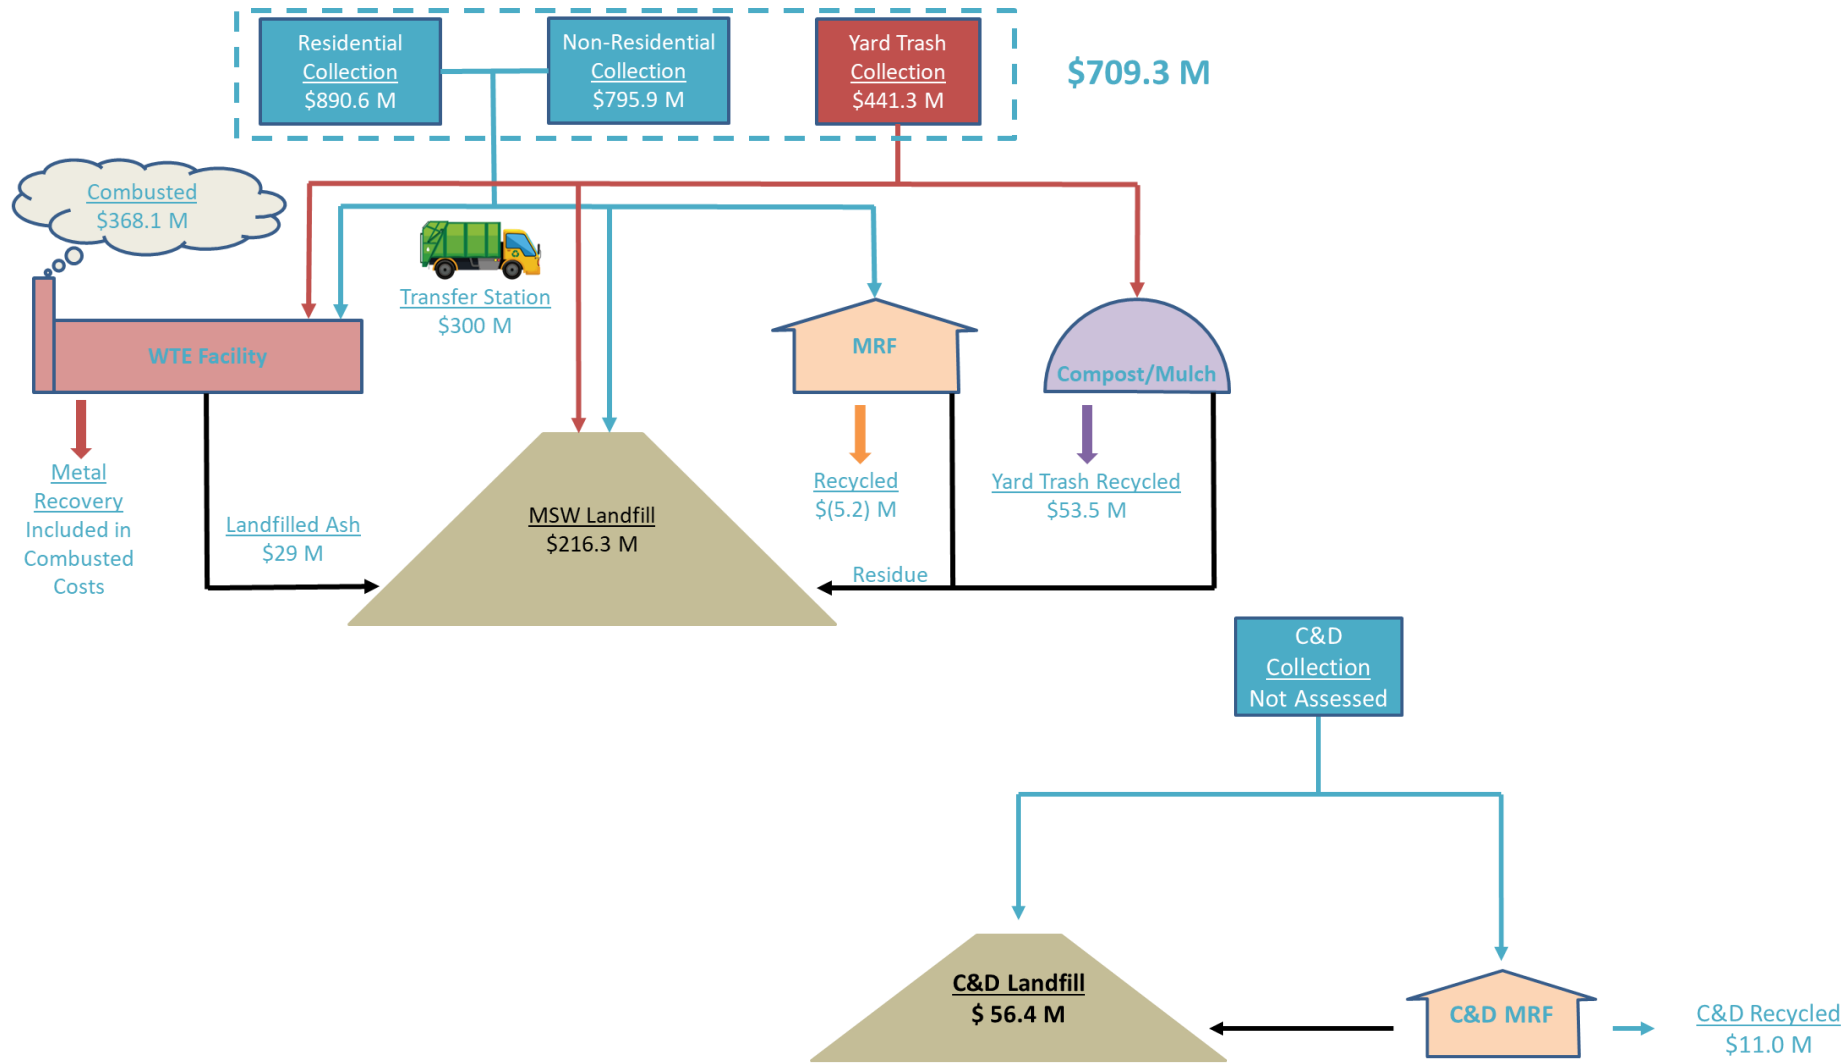 Residential
Collection
$890.6 M
Non-Residential
Collection
$795.9 M
Yard Trash
Collection
$441.3 M
$709.3 M
Combusted
$368.1 M
Transfer Station
$300 M
WTE Facility
MRF
Compost/Mulch
Metal
Recovery
Included in
Combusted
Costs
Landfilled Ash
$29 M
MSW Landfill
$216.3 M
Recycled
$(5.2) M
Yard Trash Recycled
$53.5 M
Residue
C&D
Collection
Not Assessed
C&D Landfill
$ 56.4 M
C&D MRF
C&D Recycled
$11.0 M